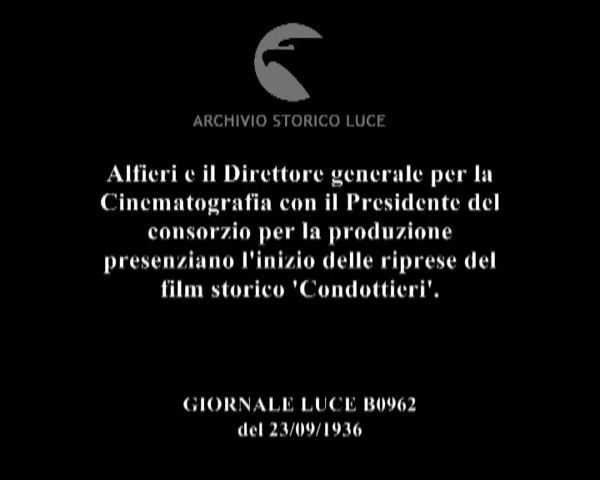 ARCHIVIO STORICO LUCE
Alfieri e il Direttore generale per la
Cinematografia con il Presidente del
consorzio per la produzione
presenziano l'inizio delle riprese del
film storico 'Condottieri'.
GIORNALE LUCE B0962
del 23/09/1936